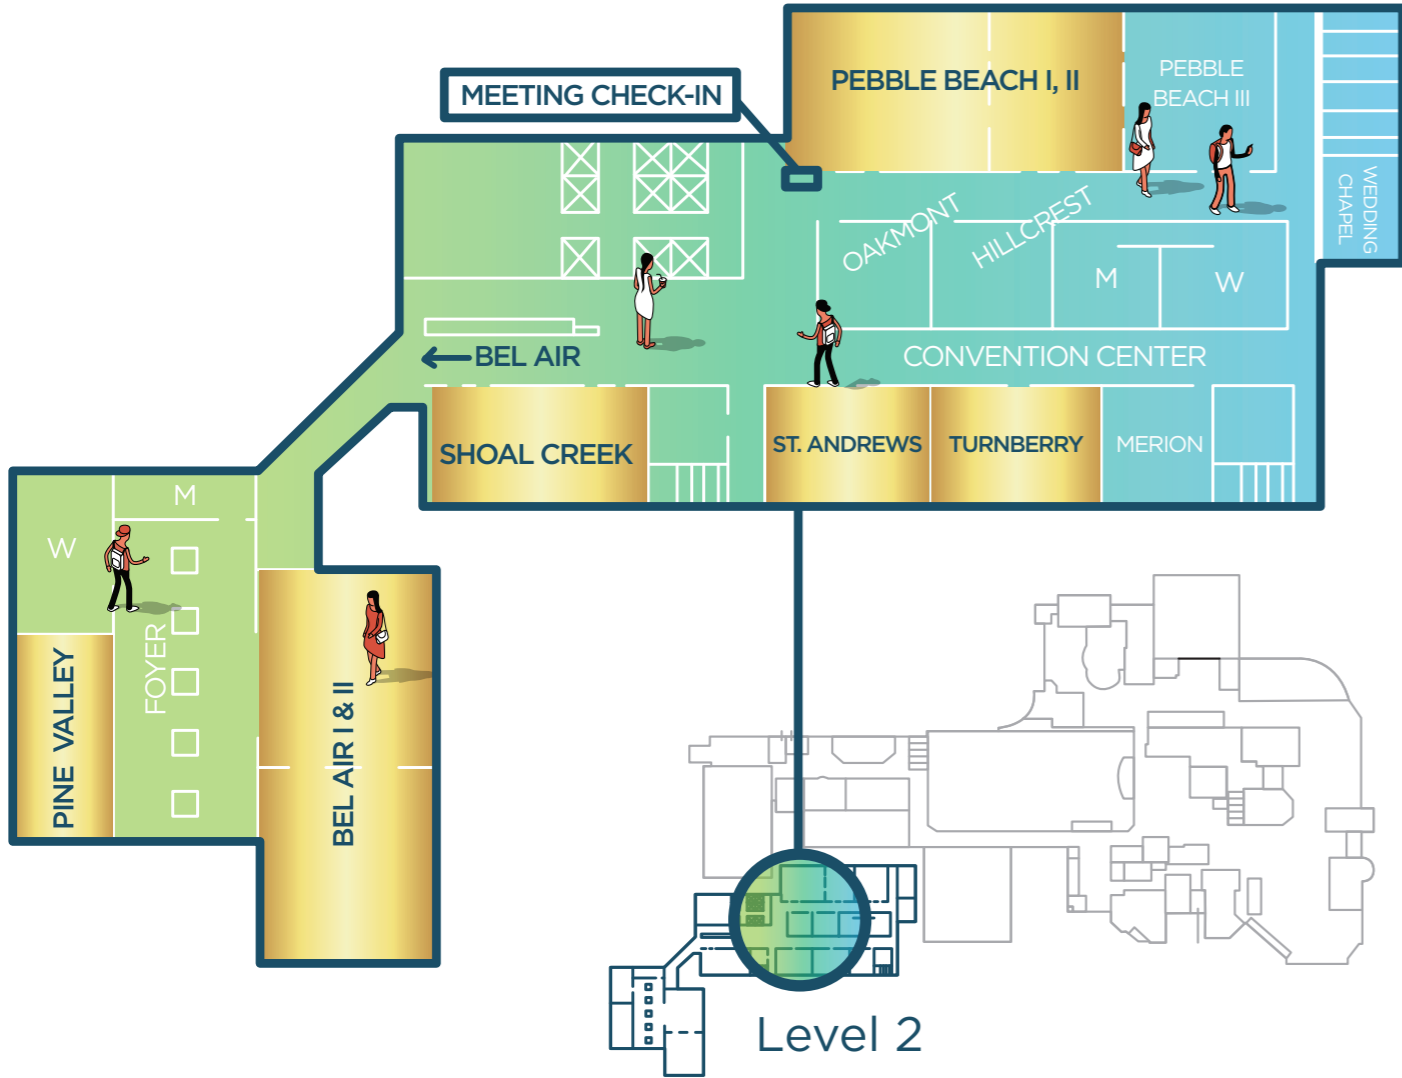 MEETING CHECK-IN
PEBBLE BEACH I, II
PEBBLE
BEACH III
WEDDING
CHAPEL
OAKMONT
HILLCREST
M
W
BEL AIR
CONVENTION CENTER
SHOAL CREEK
ST. ANDREWS
TURNBERRY
MERION
M
W
FOYER
PINE VALLEY
BEL AIR I & II
Level 2